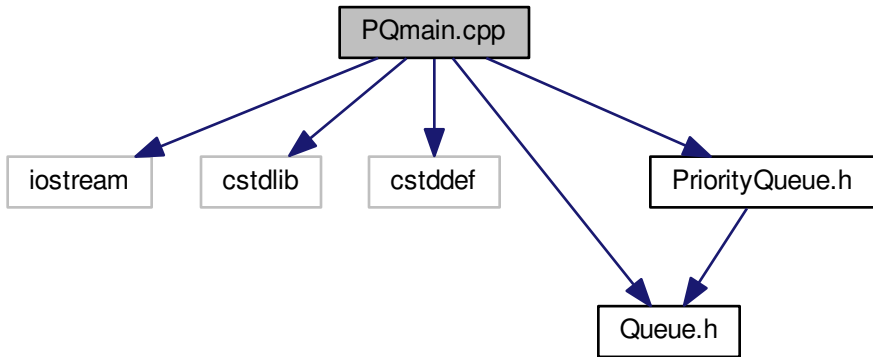 PQmain.cpp
iostream
cstdlib
cstddef
PriorityQueue.h
Queue.h